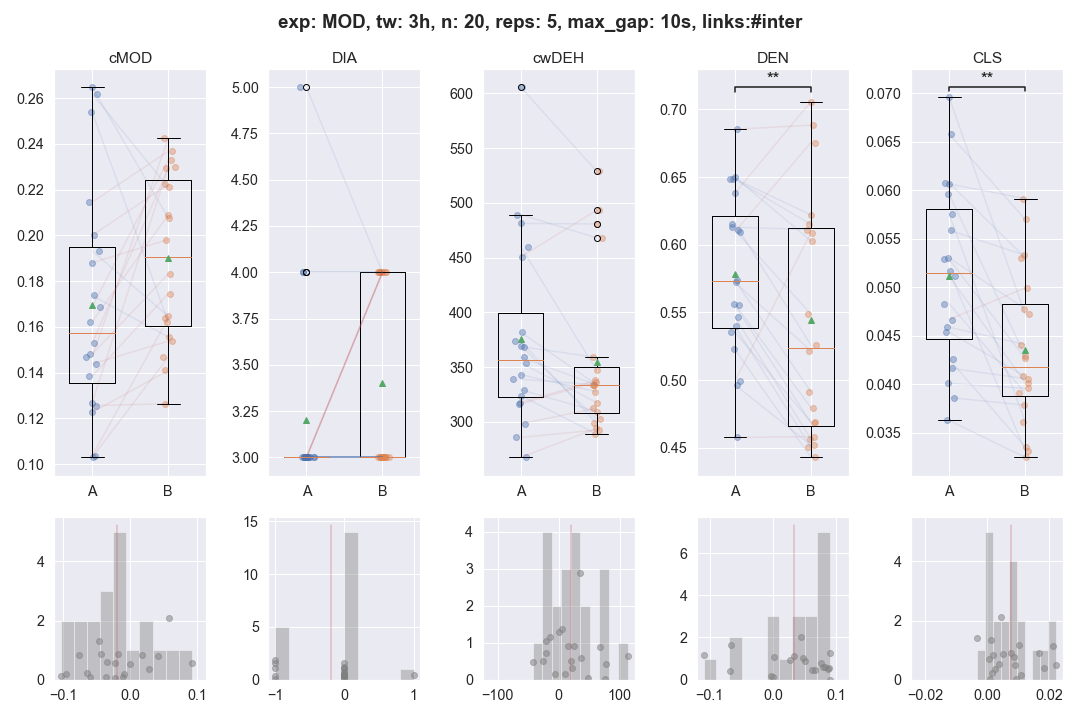 exp: MOD, tw: 3h, n: 20, reps: 5, max_gap: 10s, links:#inter
cMOD DIA cwDEH DEN CLS
** **
0.26 0.24 0.22 0.20 0.18 0.16 0.14 0.12 0.10
5.00 4.75 4.50 4.25 4.00 3.75 3.50 3.25 3.00
600 550 500 450 400 350 300
0.70 0.65 0.60 0.55 0.50 0.45
0.070 0.065 0.060 0.055 0.050 0.045 0.040 0.035
A B A B A B A B A B
4 2 0
15 10 5 0
4 3 2 1 0
6 4 2 0
4 2 0
-0.1 0.0 0.1
-1 0 1
-100 0 100
-0.1 0.0 0.1
-0.02 0.00 0.02